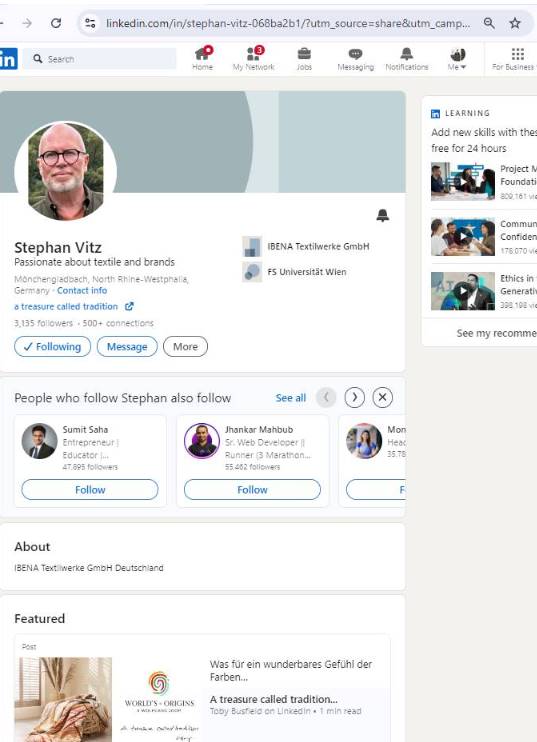 linkedin.com/in/stephan-vitz-068ba2b1/?utm_source=share&utm_camp...
in
Search
Home
3
My Network
Jobs
Messaging
Notifications
Me
For Business
Stephan Vitz
Passionate about textile and brands
Mönchengladbach, North Rhine-Westphalia,
Germany · Contact info
a treasure called tradition
3,135 followers · 500+ connections
Following
Message
More
IBENA Textilwerke GmbH
FS Universität Wien
in LEARNING
Add new skills with thes
free for 24 hours
Project M
Foundati
809,161 vie
Commun
Confiden
178,070 vie
Ethics in
Generativ
398,198 vie
See my recomme
People who follow Stephan also follow
See all
Sumit Saha
Entrepreneur |
Educator |...
47,895 followers
Follow
Jhankar Mahbub
Sr. Web Developer ||
Runner (3 Marathon...
55,462 followers
Follow
Mon
Head
35,78
F
About
IBENA Textilwerke GmbH Deutschland
Featured
Post
WORLD'S · ORIGINS
A treasure called tradition
Was für ein wunderbares Gefühl der
Farben...
A treasure called tradition...
Toby Busfield on LinkedIn • 1 min read